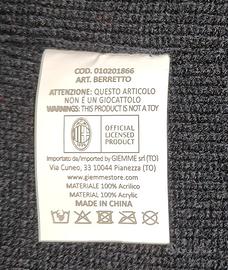 COD. 010201866
ART. BERRETTO
ATTENZIONE: QUESTO ARTICOLO
NON È UN GIOCATTOLO
WARNINGS: THIS PRODUCT IS NOT A TOY
OFFICIAL
LICENSED
PRODUCT
Importato da/imported by GIEMME srl (TO)
Via Cuneo, 33 10044 Pianezza (TO)
www.giemmestore.com
MATERIALE 100% Acrilico
MATERIAL 100% Acrylic
MADE IN CHINA